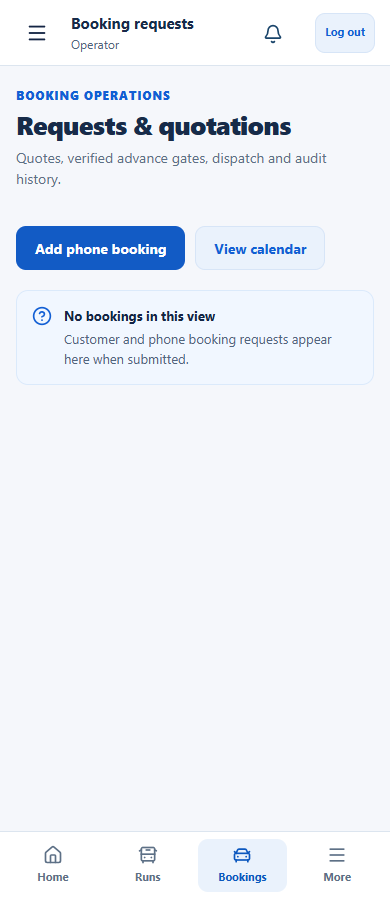 Booking requests
Operator
Log out
BOOKING OPERATIONS
Requests & quotations
Quotes, verified advance gates, dispatch and audit
history.
Add phone booking
View calendar
No bookings in this view
Customer and phone booking requests appear
here when submitted.
Home
Runs
Bookings
More